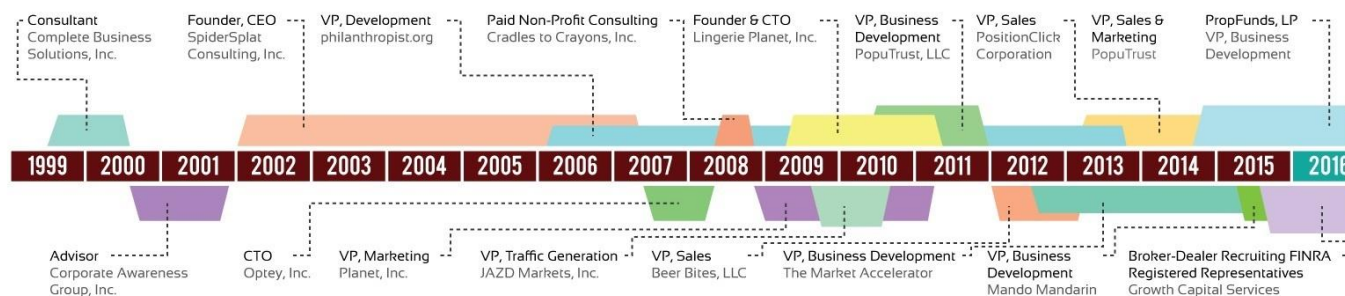 Consultant
Complete Business
Solutions, Inc.
Founder, CEO
SpiderSplat
Consulting, Inc.
VP, Development
philanthropist.org
Paid Non-Profit Consulting
Cradles to Crayons, Inc.
Founder & CTO
Lingerie Planet, Inc.
VP, Business
Development
PopuTrust, LLC
VP, Sales
PositionClick
Corporation
VP, Sales &
Marketing
PopuTrust
PropFunds, LP
VP, Business
Development
1999 2000 2001 2002 2003 2004 2005 2006 2007 2008 2009 2010 2011 2012 2013 2014 2015 2016
Advisor
Corporate Awareness
Group, Inc.
CTO
Optey, Inc.
VP, Marketing
Planet, Inc.
VP, Traffic Generation
JAZD Markets, Inc.
VP, Sales
Beer Bites, LLC
VP, Business Development
The Market Accelerator
VP, Business
Development
Mando Mandarin
Broker-Dealer Recruiting FINRA
Registered Representatives
Growth Capital Services